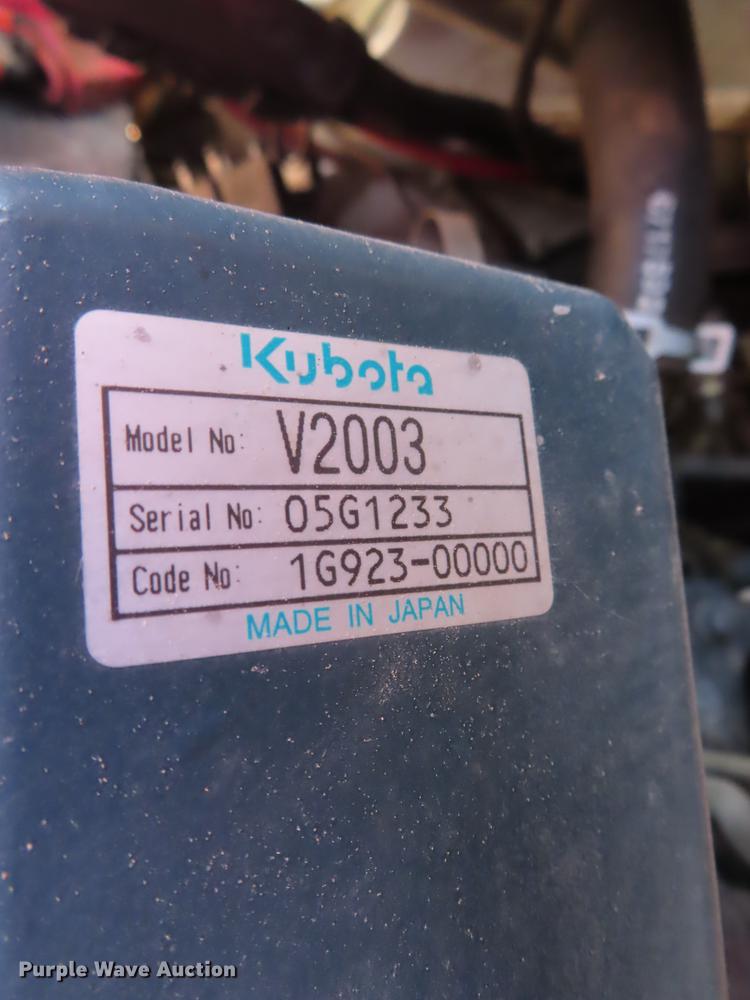 Kubota
Model No: V2003
Serial No: 05G1233
Code No: 1G923-00000
MADE IN JAPAN
Purple Wave Auction